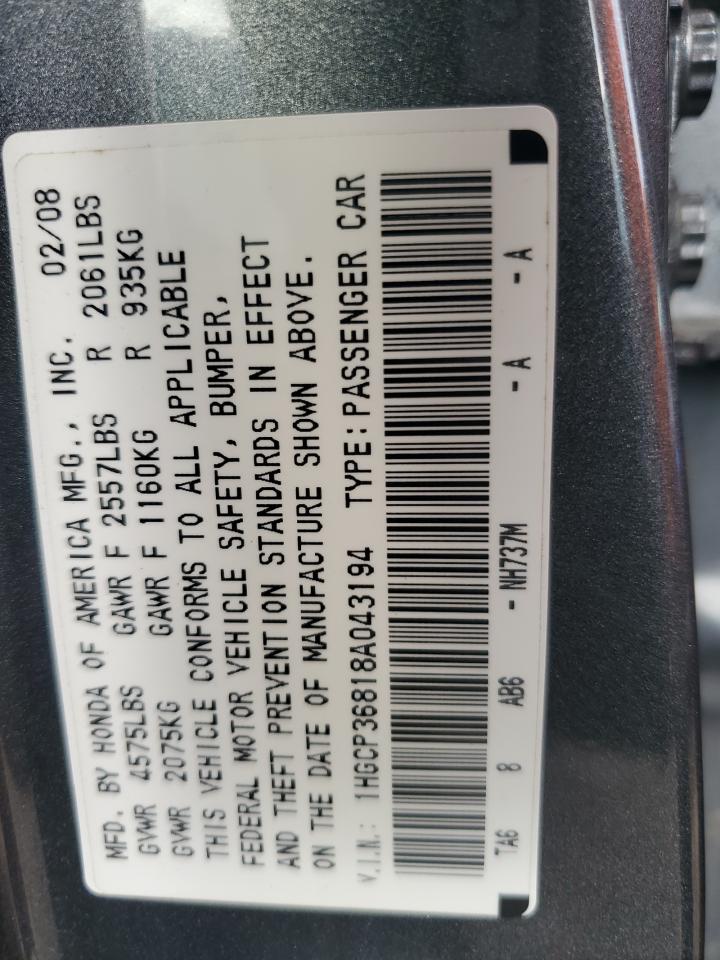 MFD. BY HONDA OF AMERICA MFG., INC. 02/08
GVWR 4575LBS GAWR F 2557LBS R 2061LBS
GVWR 2075KG GAWR F 1160KG R 935KG
THIS VEHICLE CONFORMS TO ALL APPLICABLE
FEDERAL MOTOR VEHICLE SAFETY, BUMPER,
AND THEFT PREVENTION STANDARDS IN EFFECT
ON THE DATE OF MANUFACTURE SHOWN ABOVE.
V.I.N.: 1HGCP36818A043194 TYPE:PASSENGER CAR
TA6 8 AB6 - NH737M - A - A